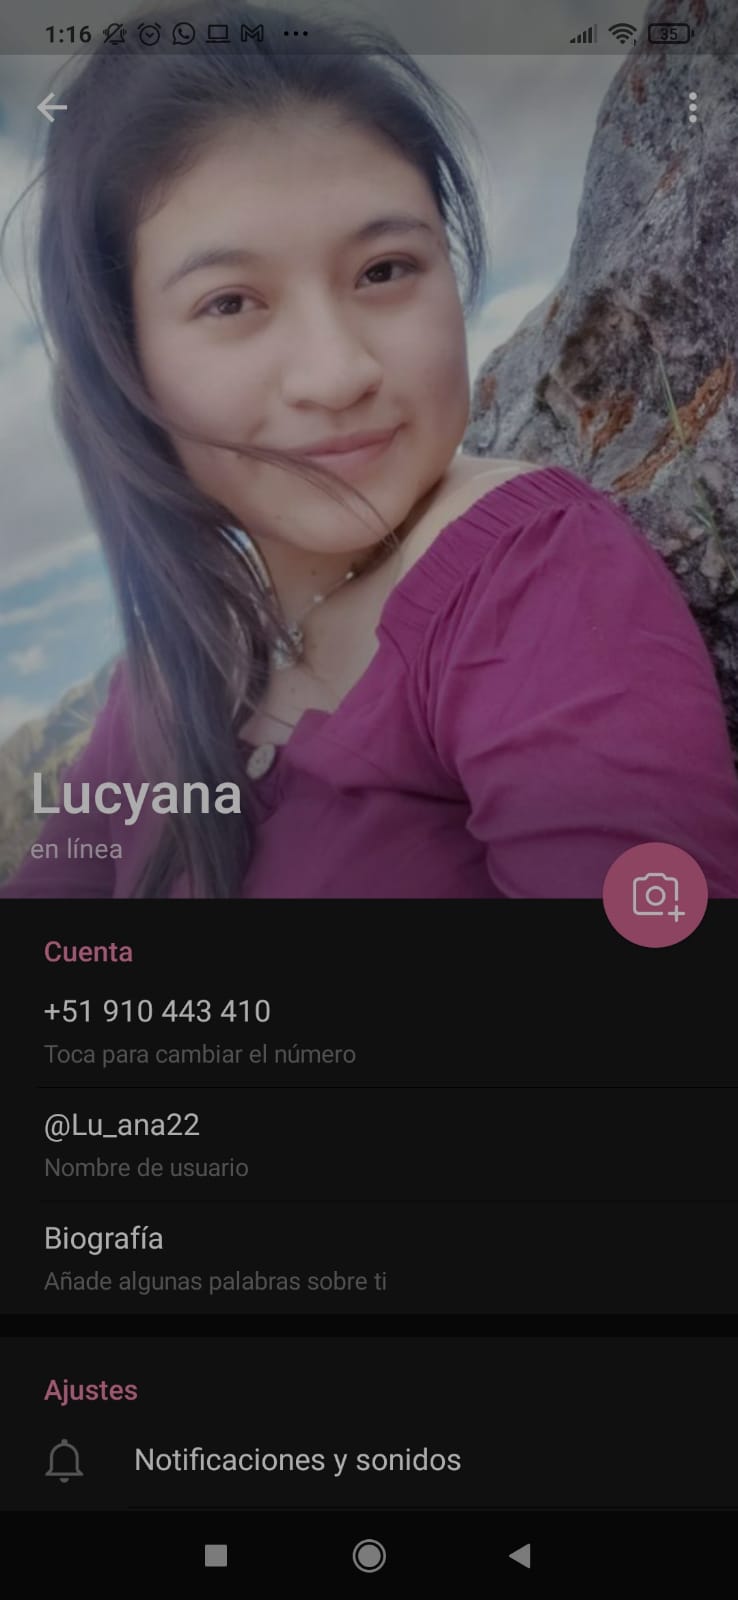 1:16
35
Lucyana
en línea
Cuenta
+51 910 443 410
Toca para cambiar el número
@Lu_ana22
Nombre de usuario
Biografía
Añade algunas palabras sobre ti
Ajustes
Notificaciones y sonidos